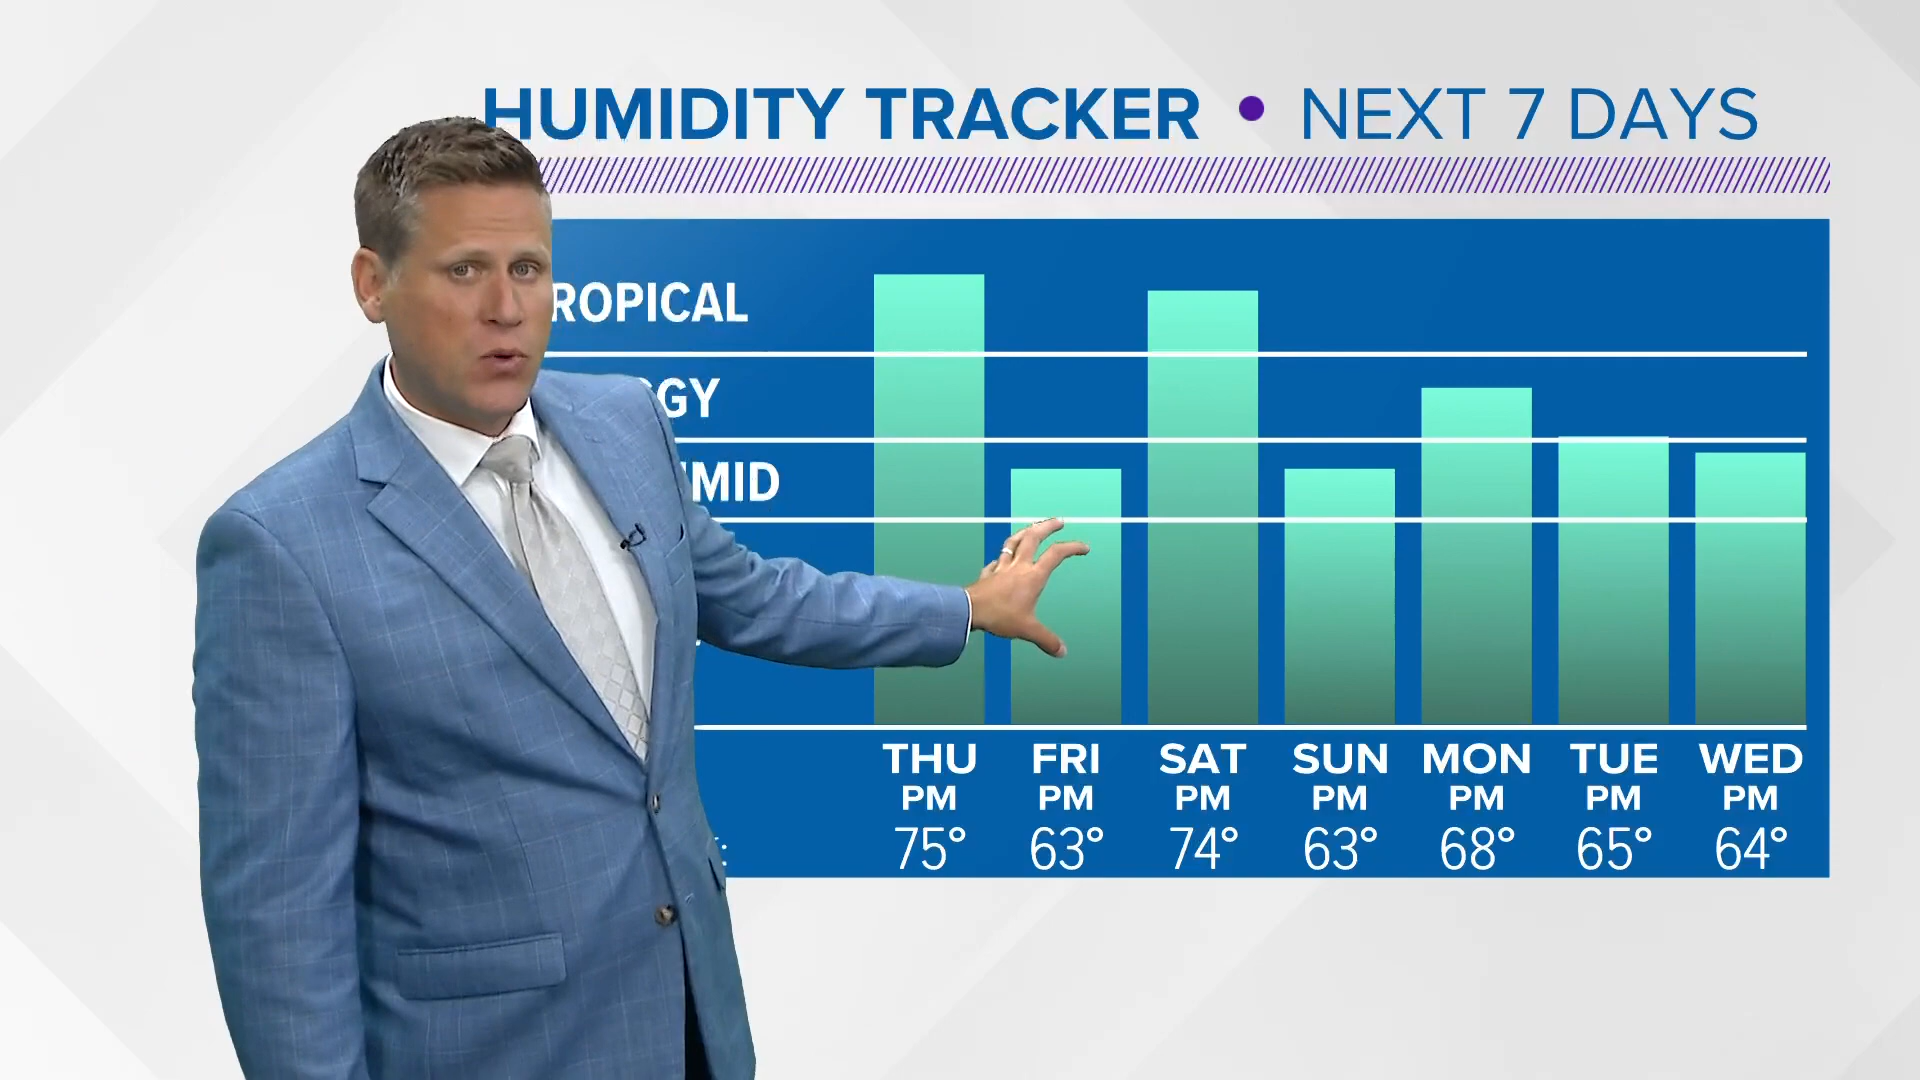 HUMIDITY TRACKER • NEXT 7 DAYS
ROPICAL
GGY
MID
THU FRI SAT SUN MON TUE WED
PM PM PM PM PM PM PM
75° 63° 74° 63° 68° 65° 64°